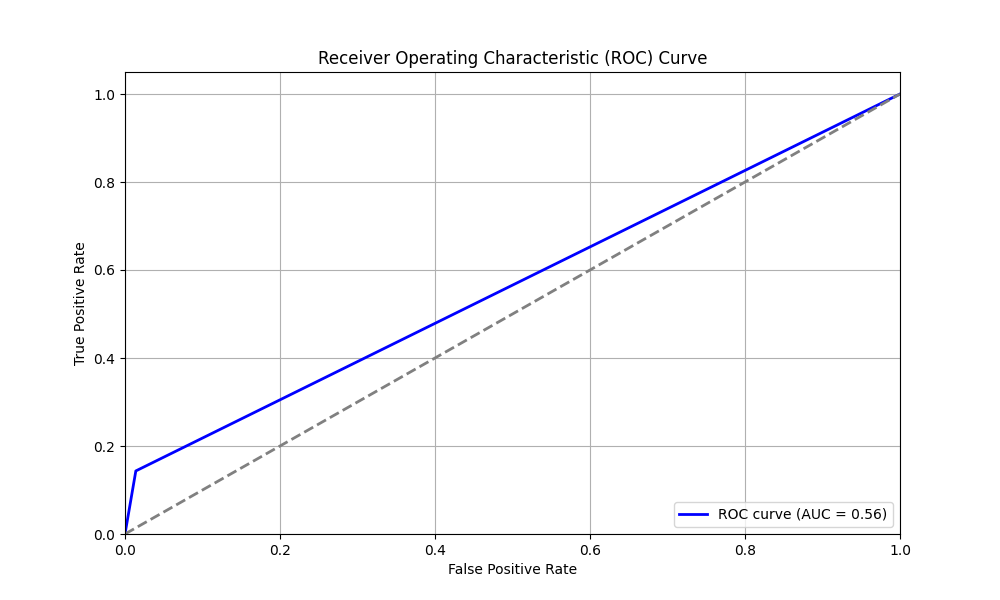 Receiver Operating Characteristic (ROC) Curve
True Positive Rate
1.0
0.8
0.6
0.4
0.2
0.0
ROC curve (AUC = 0.56)
0.0 0.2 0.4 0.6 0.8 1.0
False Positive Rate